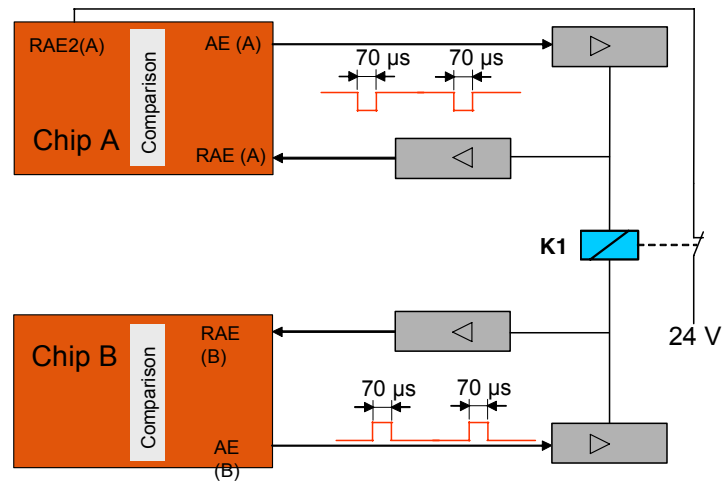 RAE2(A)
AE (A)
Comparison
Chip A
RAE (A)
70 µs
70 µs
K1
24 V
Chip B
Comparison
RAE
(B)
70 µs
70 µs
AE
(B)